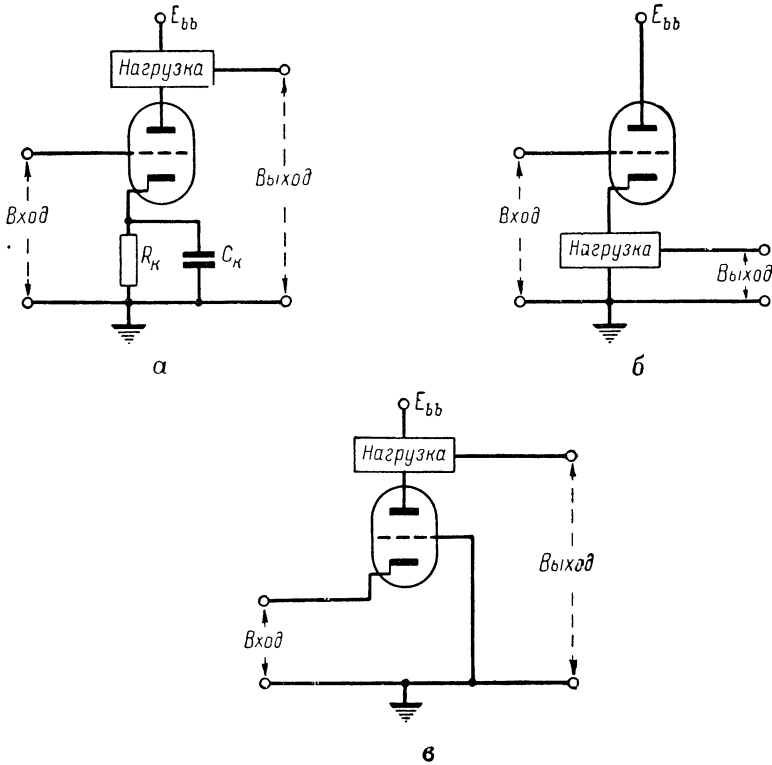 E_bb
Нагрузка
Вход
Выход
R_к
C_к
а
E_bb
Вход
Нагрузка
Выход
б
E_bb
Нагрузка
Выход
Вход
в